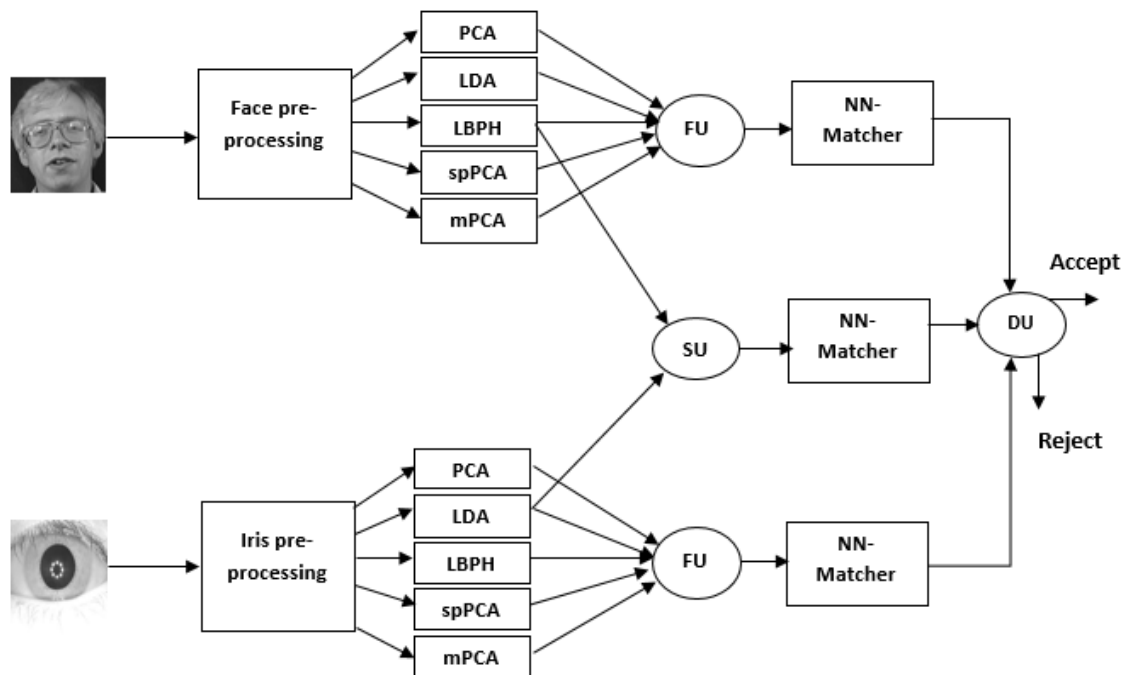 PCA
LDA
LBPH
spPCA
mPCA
Face pre-
processing
FU
NN-
Matcher
Accept
SU
NN-
Matcher
DU
Reject
PCA
LDA
LBPH
spPCA
mPCA
Iris pre-
processing
FU
NN-
Matcher